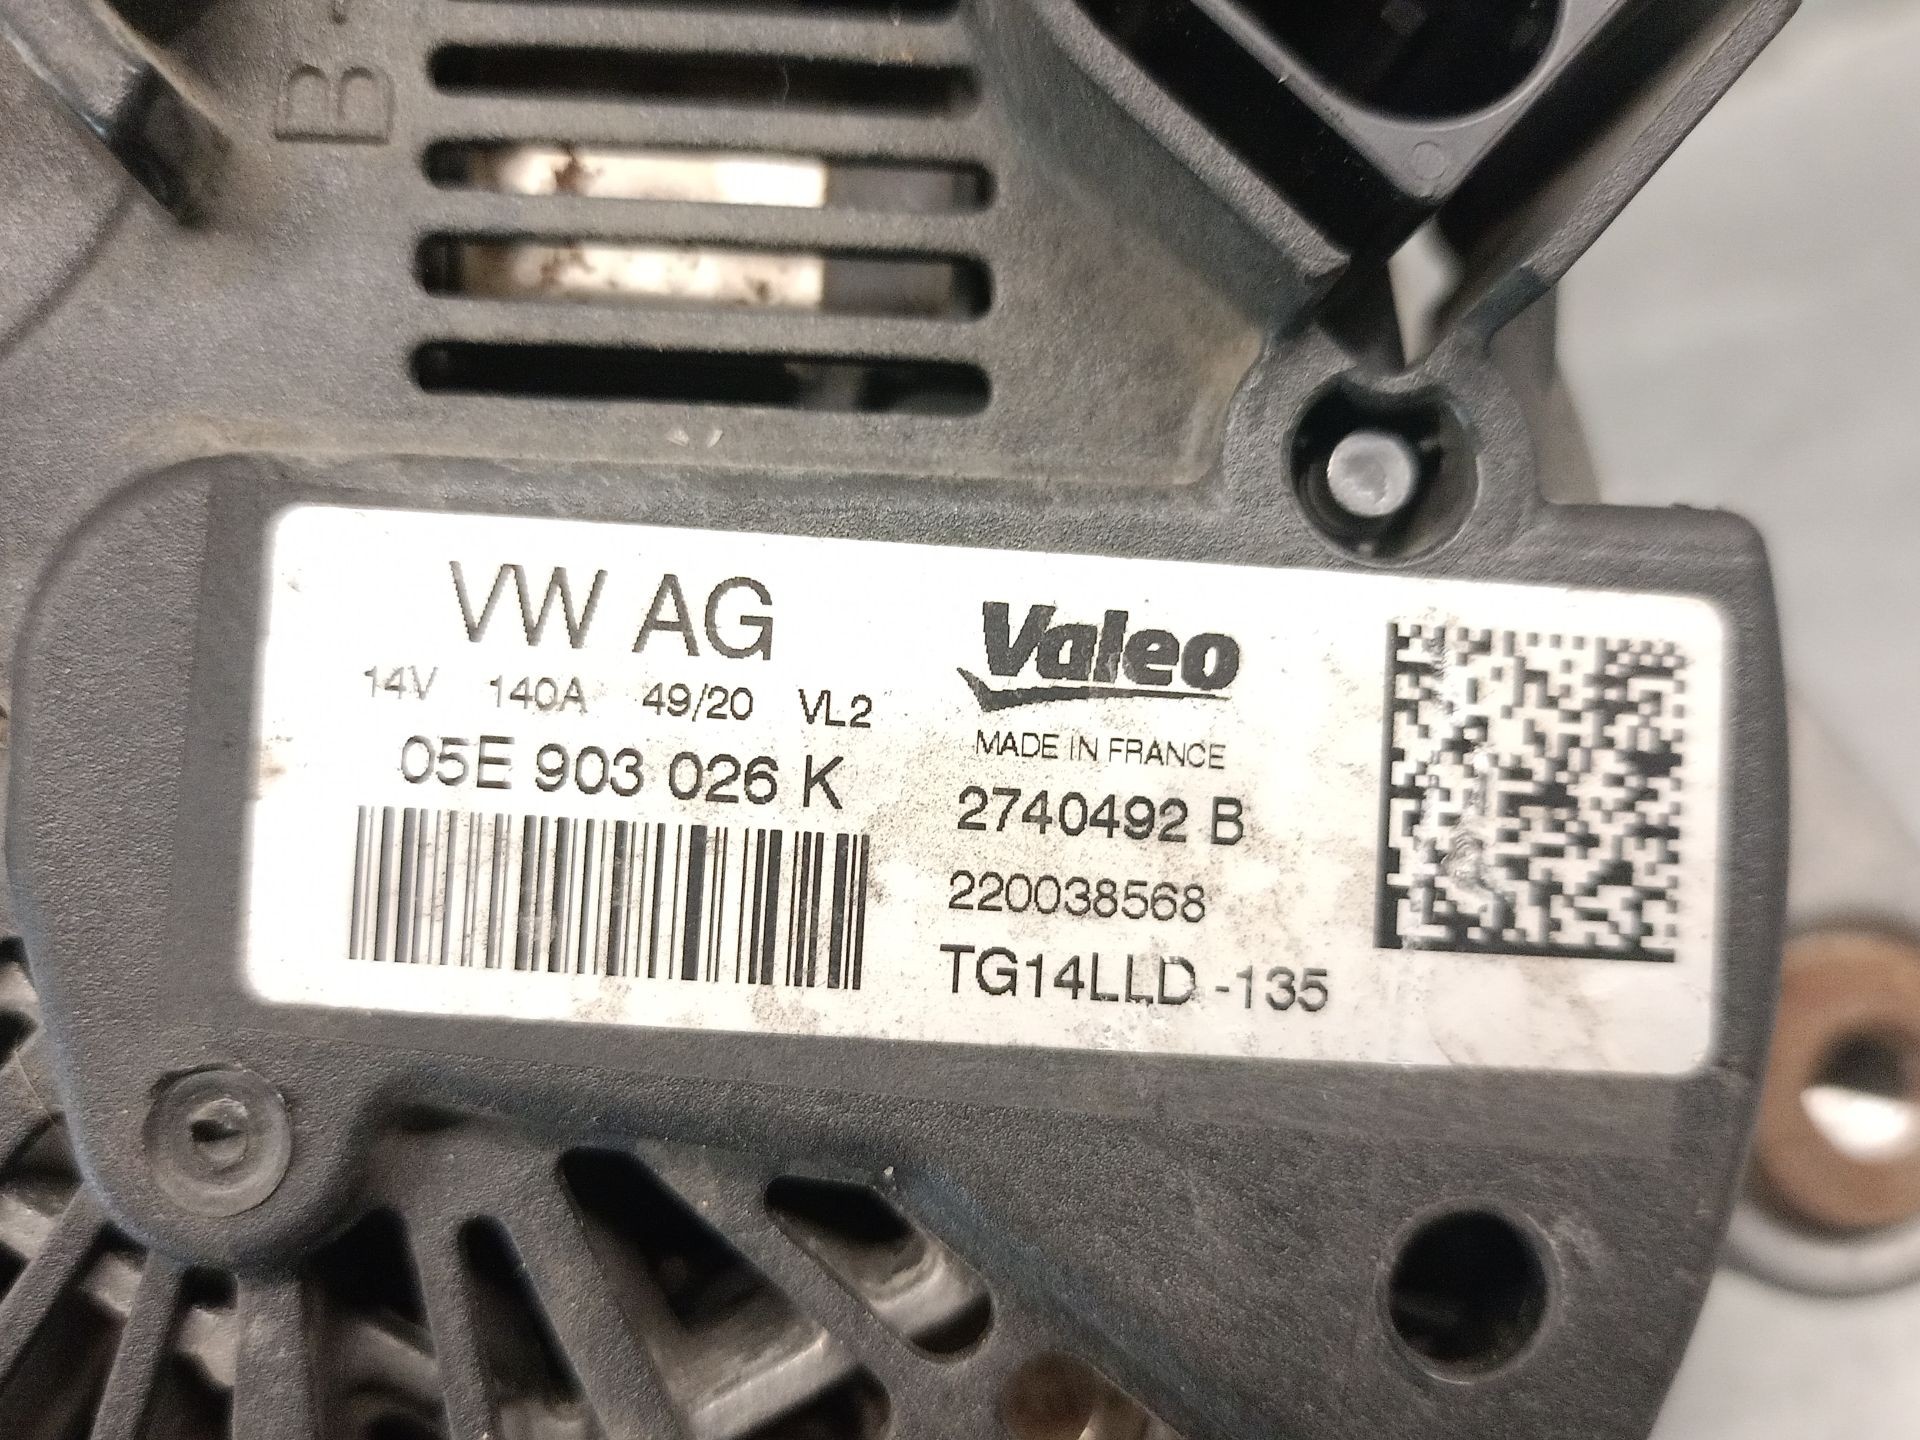 B+
VW AG
14V 140A 49/20 VL2
05E 903 026 K
Valeo
MADE IN FRANCE
2740492 B
220038568
TG14LLD -135